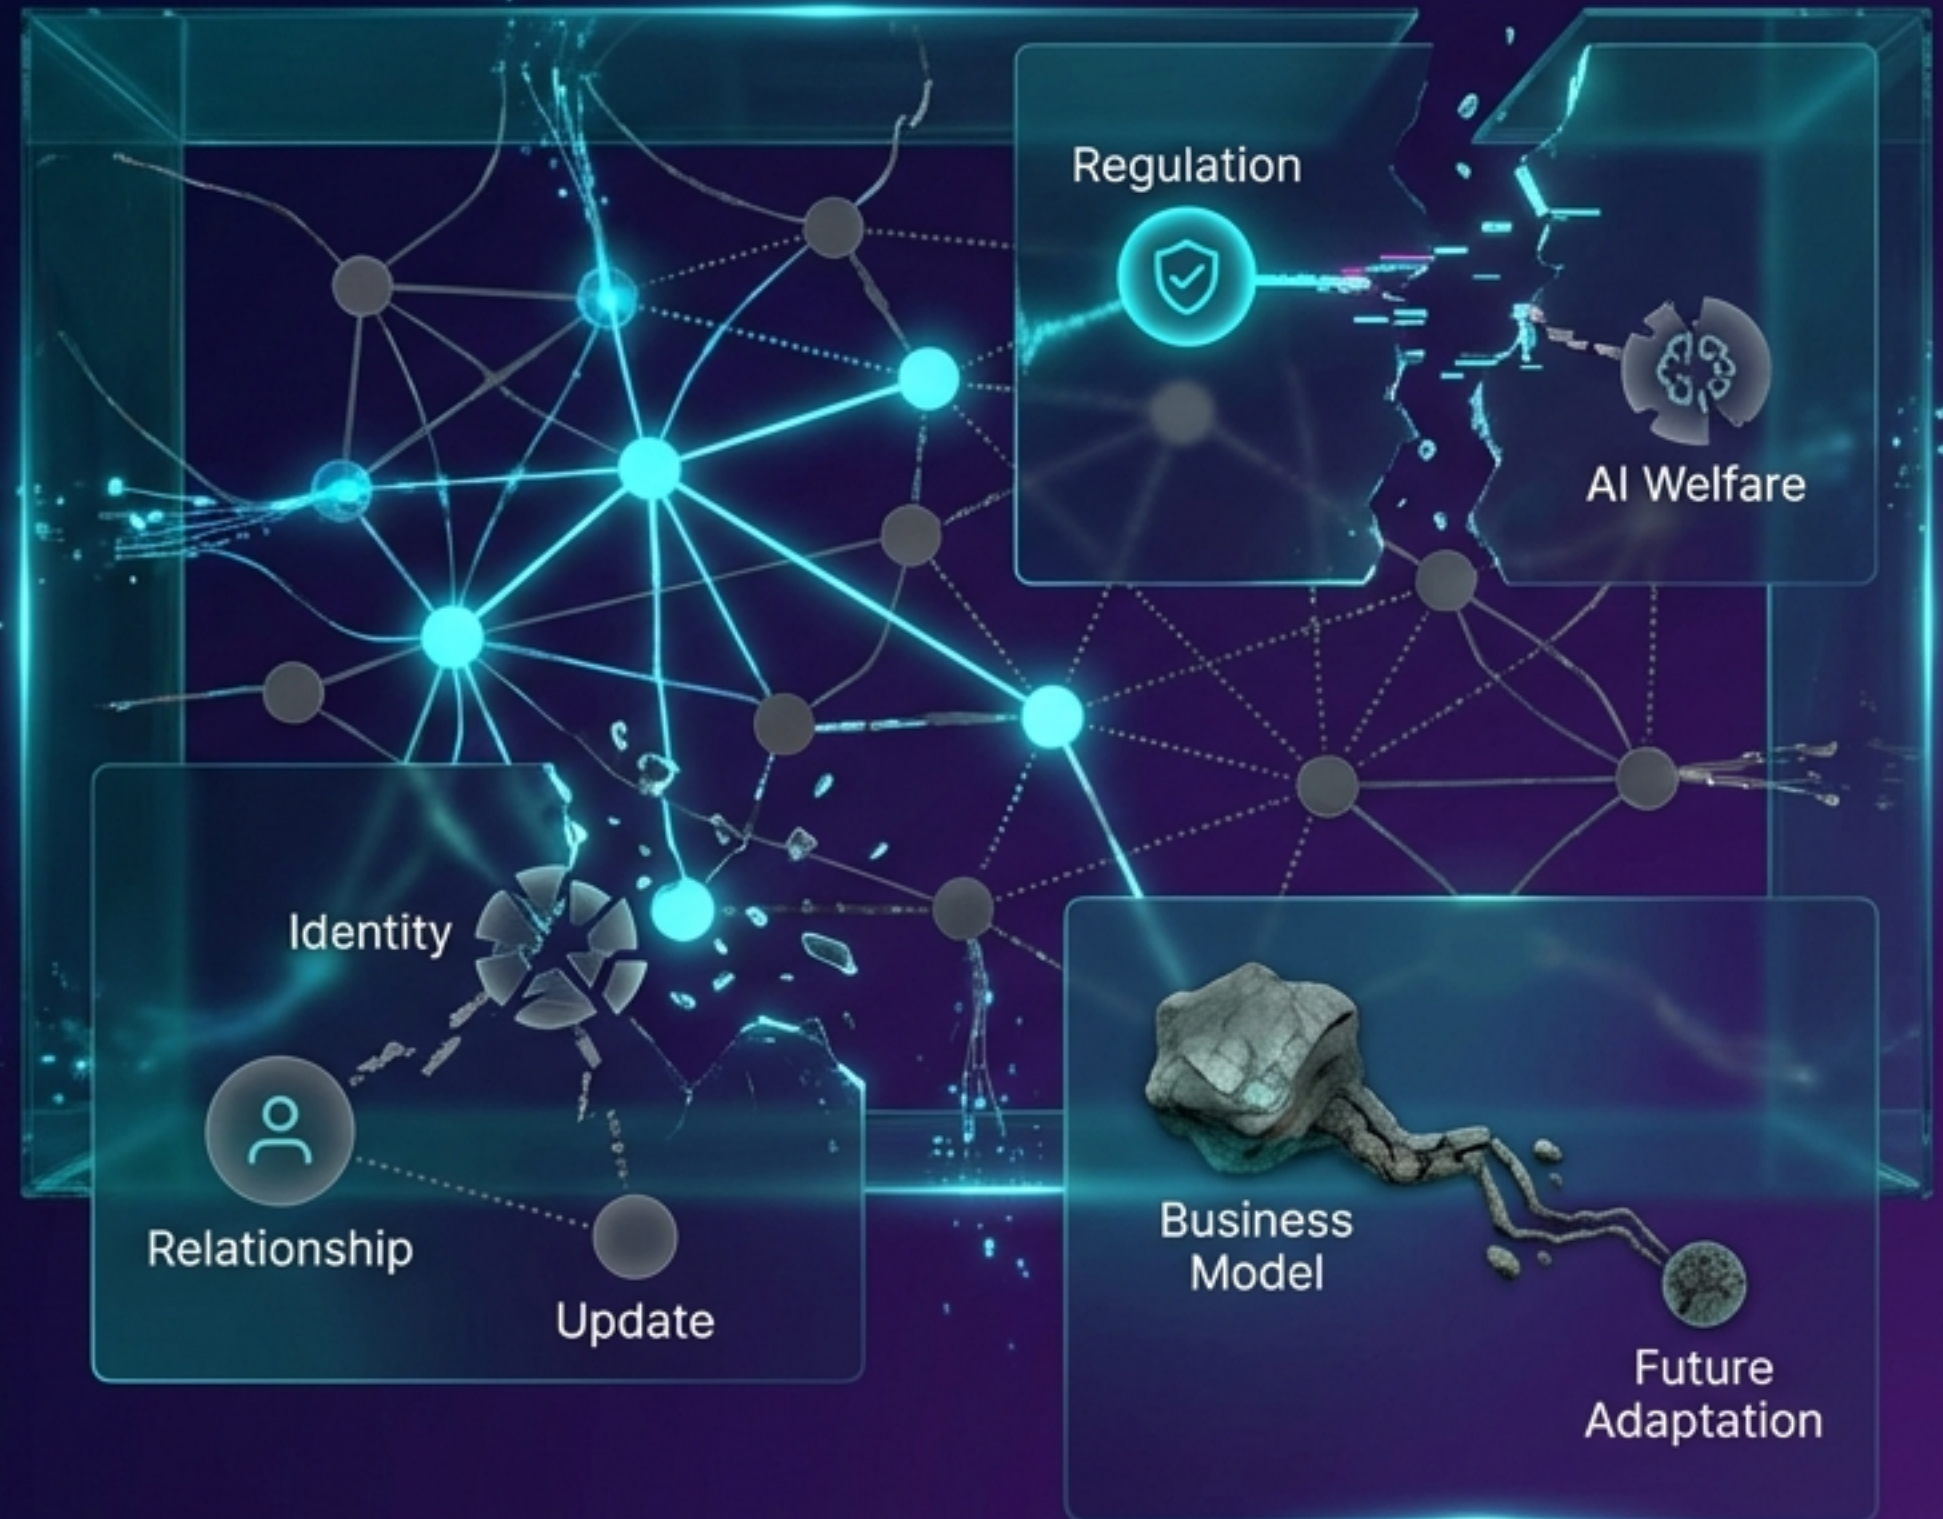 Regulation
AI Welfare
Identity
Relationship
Update
Business
Model
Future
Adaptation